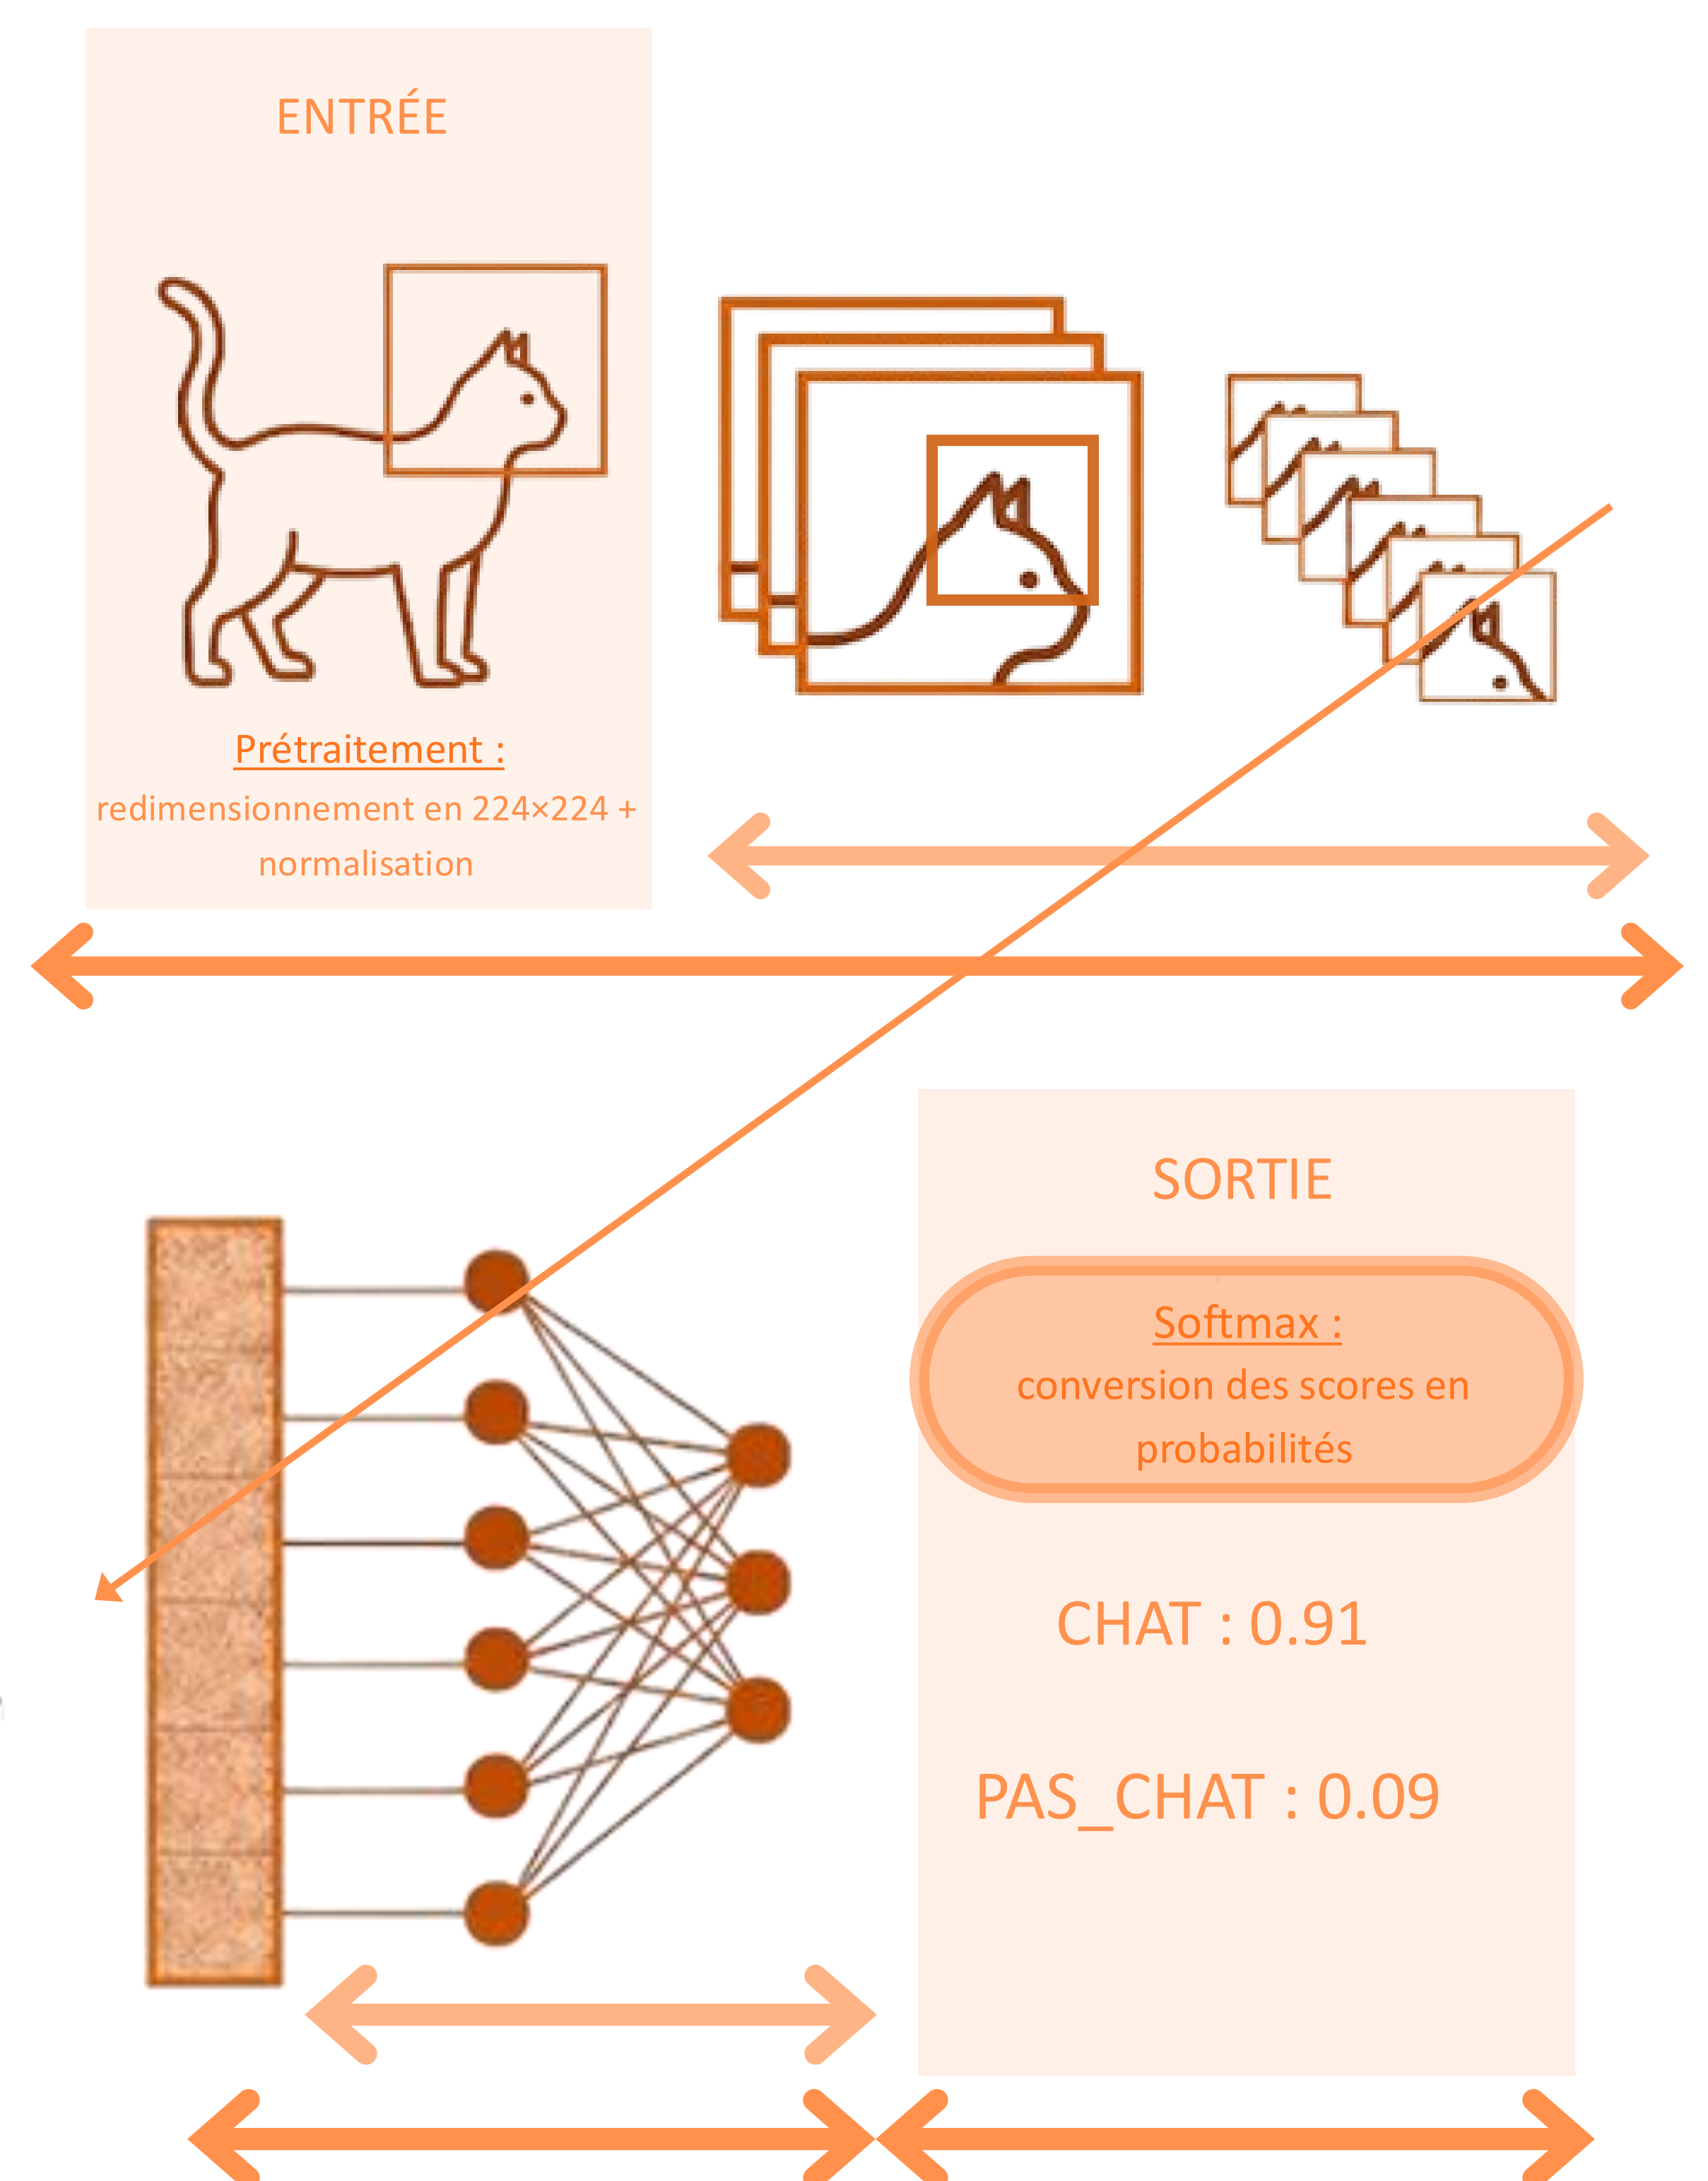 ENTRÉE
Prétraitement :
redimensionnement en 224×224 +
normalisation
SORTIE
Softmax :
conversion des scores en
probabilités
CHAT : 0.91
PAS_CHAT : 0.09